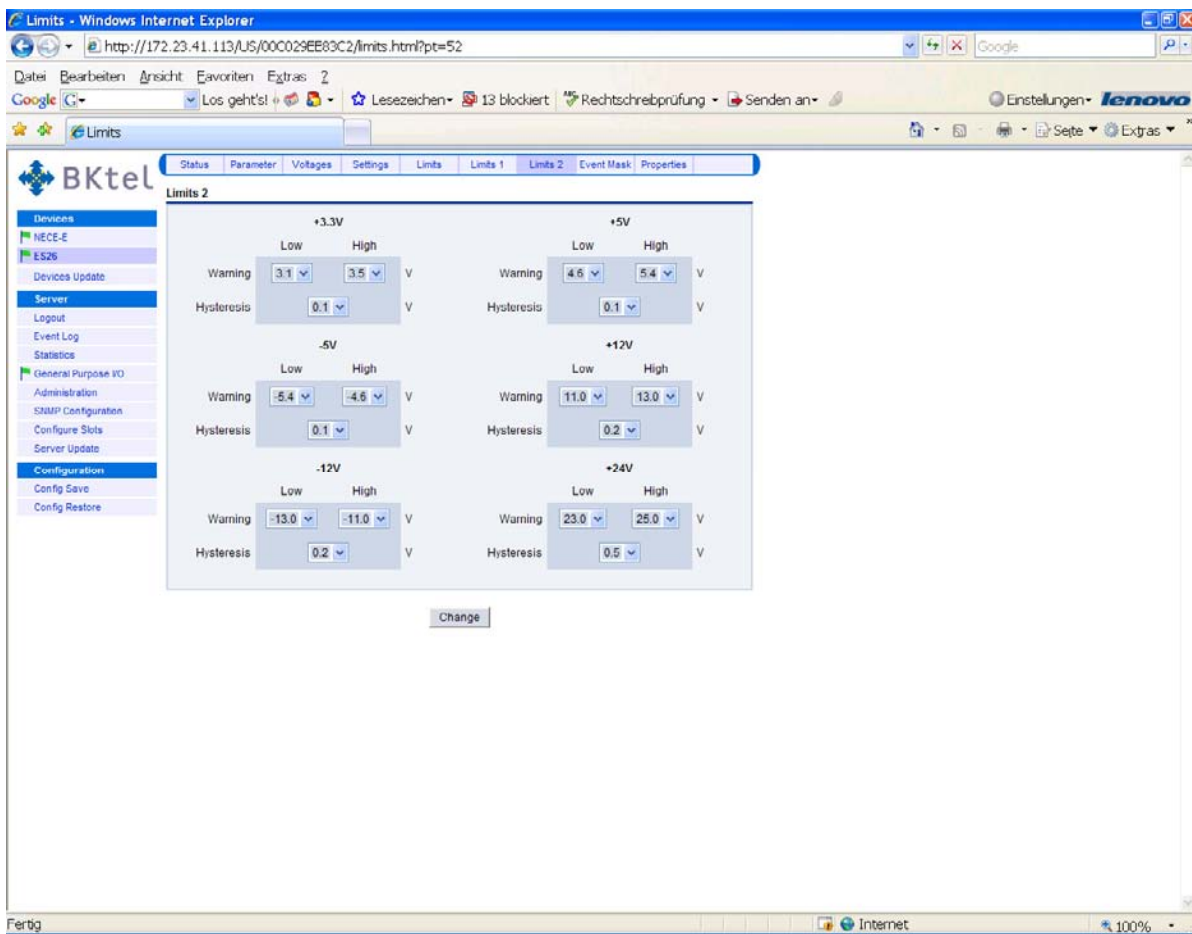 Limits - Windows Internet Explorer
http://172.23.41.113/US/00C029EE83C2/limits.html?pt=52
Google
Datei Bearbeiten Ansicht Favoriten Extras ?
Google G Los geht's! Lesezeichen 13 blockiert Rechtschreibprüfung Senden an Einstellungen lenovo
Limits
Seite Extras
BKtel
Status Parameter Voltages Settings Limits Limits 1 Limits 2 Event Mask Properties
Limits 2
Devices
NECE-E
ES26
Devices Update
Server
Logout
Event Log
Statistics
General Purpose I/O
Administration
SNMP Configuration
Configure Slots
Server Update
Configuration
Config Save
Config Restore
+3.3V
Low High
Warning 3.1 3.5 V
Hysteresis 0.1 V
+5V
Low High
Warning 4.6 5.4 V
Hysteresis 0.1 V
-5V
Low High
Warning -5.4 -4.6 V
Hysteresis 0.1 V
+12V
Low High
Warning 11.0 13.0 V
Hysteresis 0.2 V
-12V
Low High
Warning -13.0 -11.0 V
Hysteresis 0.2 V
+24V
Low High
Warning 23.0 25.0 V
Hysteresis 0.5 V
Change
Fertig
Internet
100%